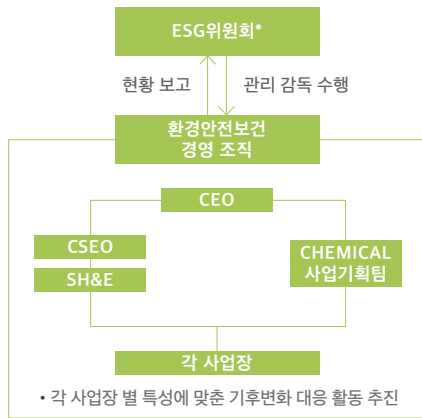 ESG위원회*
현황 보고
관리 감독 수행
환경안전보건
경영 조직
CEO
CSEO
SH&E
CHEMICAL
사업기획팀
각 사업장
• 각 사업장 별 특성에 맞춘 기후변화 대응 활동 추진